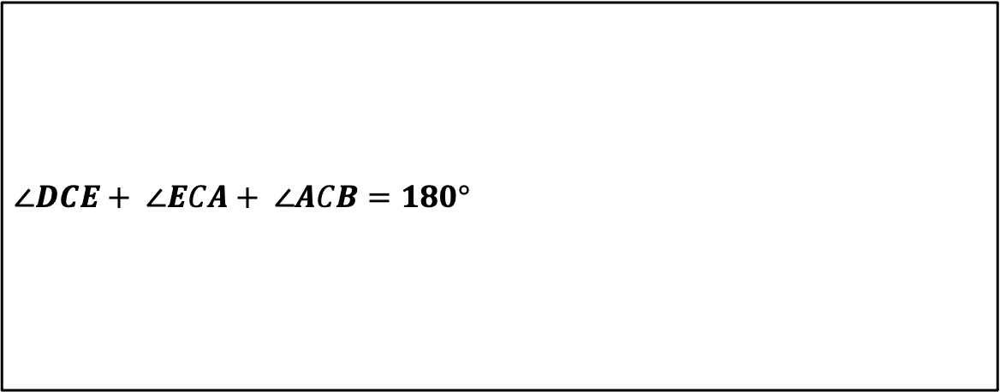 ∠DCE + ∠ECA + ∠ACB = 180°